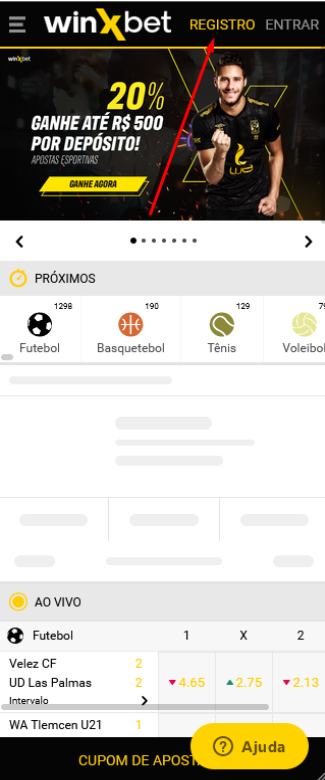 winXbet REGISTRO ENTRAR
winXbet
20%
GANHE ATÉ R$ 500
POR DEPÓSITO!
APOSTAS ESPORTIVAS
GANHE AGORA
PRÓXIMOS
1298 190 129 79
Futebol Basquetebol Tênis Voleibol
AO VIVO
Futebol 1 X 2
Velez CF 2
UD Las Palmas 2 4.65 2.75 2.13
Intervalo
WA Tlemcen U21 1
CUPOM DE APOSTA
Ajuda